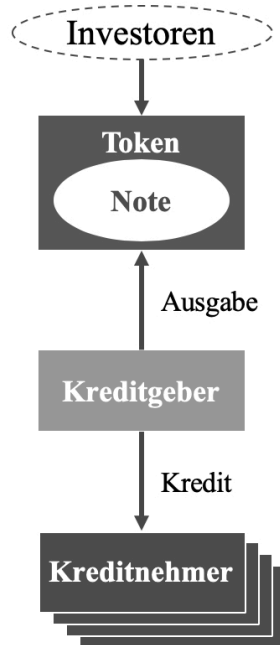 Investoren
Token
Note
Ausgabe
Kreditgeber
Kredit
Kreditnehmer